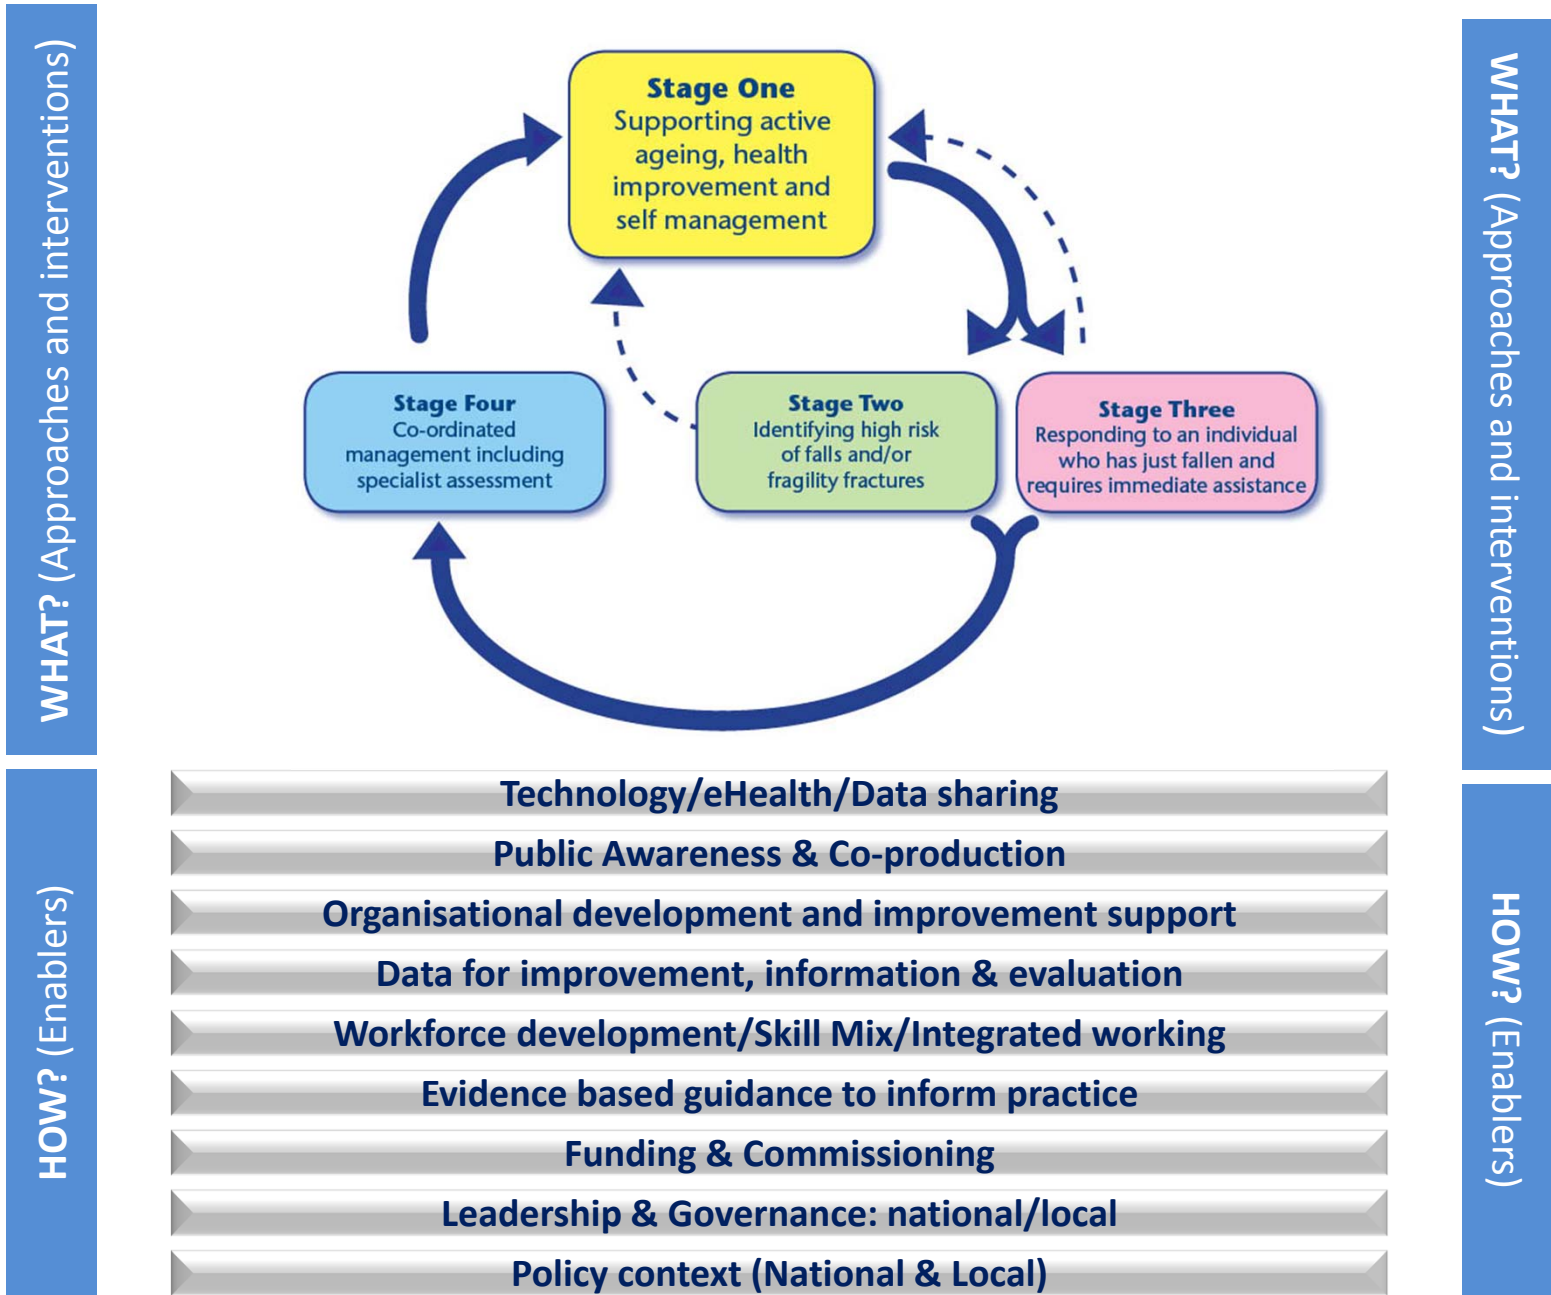 WHAT? (Approaches and interventions)
Stage One
Supporting active
ageing, health
improvement and
self management
Stage Four
Co-ordinated
management including
specialist assessment
Stage Two
Identifying high risk
of falls and/or
fragility fractures
Stage Three
Responding to an individual
who has just fallen and
requires immediate assistance
WHAT? (Approaches and interventions)
HOW? (Enablers)
Technology/eHealth/Data sharing
Public Awareness & Co-production
Organisational development and improvement support
Data for improvement, information & evaluation
Workforce development/Skill Mix/Integrated working
Evidence based guidance to inform practice
Funding & Commissioning
Leadership & Governance: national/local
Policy context (National & Local)
HOW? (Enablers)